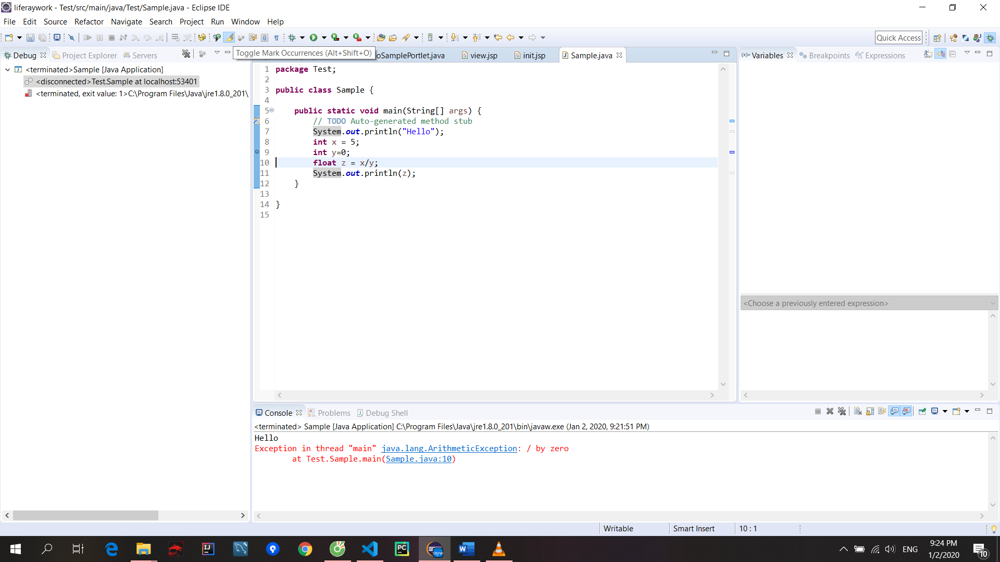 liferaywork - Test/src/main/java/Test/Sample.java - Eclipse IDE
File Edit Source Refactor Navigate Search Project Run Window Help
Quick Access
Debug Project Explorer Servers
Toggle Mark Occurrences (Alt+Shift+O)
oSamplePortlet.java view.jsp init.jsp Sample.java
(x)= Variables Breakpoints Expressions
<terminated>Sample [Java Application]
<disconnected>Test.Sample at localhost:53401
<terminated, exit value: 1>C:\Program Files\Java\jre1.8.0_201\
1 package Test;
2
3 public class Sample {
4
5 public static void main(String[] args) {
6 // TODO Auto-generated method stub
7 System.out.println("Hello");
8 int x = 5;
9 int y=0;
10 float z = x/y;
11 System.out.println(z);
12 }
13
14 }
15
<Choose a previously entered expression>
Console Problems Debug Shell
<terminated> Sample [Java Application] C:\Program Files\Java\jre1.8.0_201\bin\javaw.exe (Jan 2, 2020, 9:21:51 PM)
Hello
Exception in thread "main" java.lang.ArithmeticException: / by zero
at Test.Sample.main(Sample.java:10)
Writable Smart Insert 10 : 1
ENG
9:24 PM
1/2/2020
10